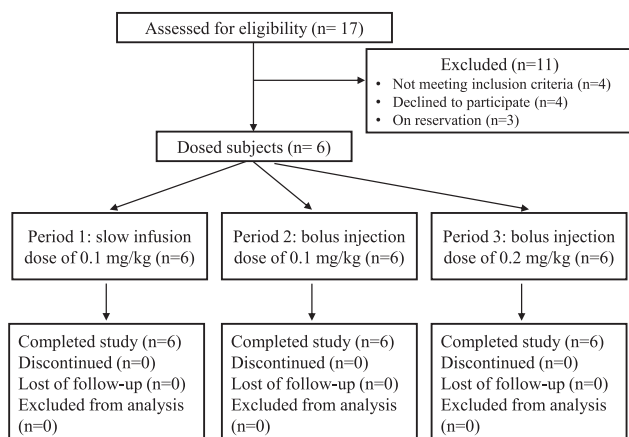 Assessed for eligibility (n= 17)
Excluded (n=11)
• Not meeting inclusion criteria (n=4)
• Declined to participate (n=4)
• On reservation (n=3)
Dosed subjects (n= 6)
Period 1: slow infusion
dose of 0.1 mg/kg (n=6)
Period 2: bolus injection
dose of 0.1 mg/kg (n=6)
Period 3: bolus injection
dose of 0.2 mg/kg (n=6)
Completed study (n=6)
Discontinued (n=0)
Lost of follow-up (n=0)
Excluded from analysis
(n=0)
Completed study (n=6)
Discontinued (n=0)
Lost of follow-up (n=0)
Excluded from analysis
(n=0)
Completed study (n=6)
Discontinued (n=0)
Lost of follow-up (n=0)
Excluded from analysis
(n=0)